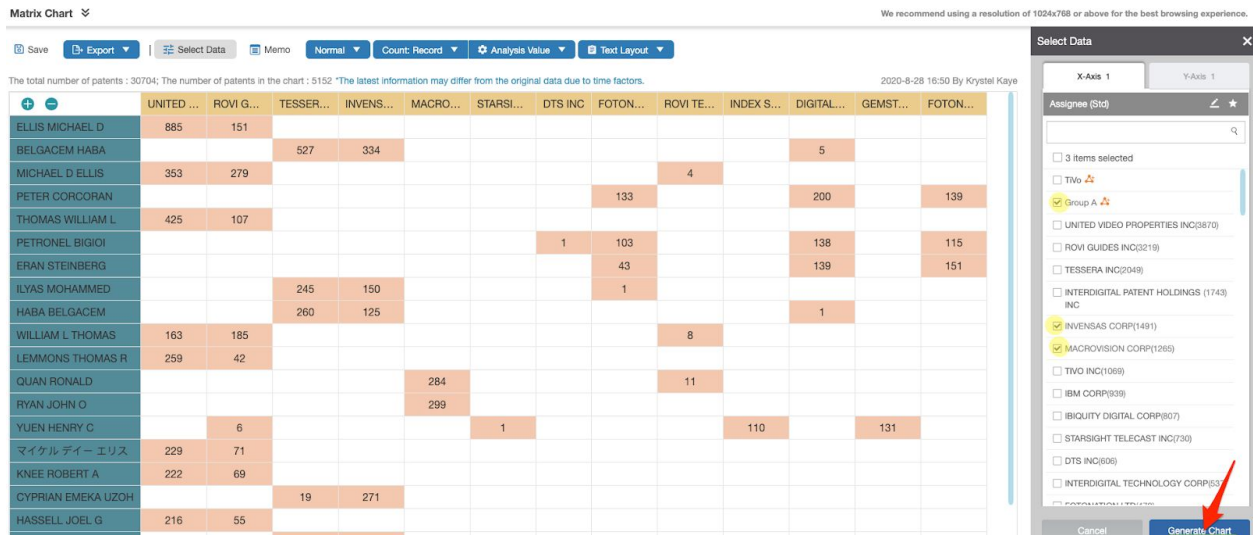 Matrix Chart
We recommend using a resolution of 1024x768 or above for the best browsing experience.
Save Export | Select Data Memo Normal Count: Record Analysis Value Text Layout
The total number of patents : 30704; The number of patents in the chart : 5152 *The latest information may differ from the original data due to time factors. 2020-8-28 16:50 By Krystel Kaye
UNITED ... ROVI G... TESSER... INVENS... MACRO... STARSI... DTS INC FOTON... ROVI TE... INDEX S... DIGITAL... GEMST... FOTON...
ELLIS MICHAEL D 885 151
BELGACEM HABA 527 334 5
MICHAEL D ELLIS 353 279 4
PETER CORCORAN 133 200 139
THOMAS WILLIAM L 425 107
PETRONEL BIGIOI 1 103 138 115
ERAN STEINBERG 43 139 151
ILYAS MOHAMMED 245 150 1
HABA BELGACEM 260 125 1
WILLIAM L THOMAS 163 185 8
LEMMONS THOMAS R 259 42
QUAN RONALD 284 11
RYAN JOHN O 299
YUEN HENRY C 6 1 110 131
マイケル デイー エリス 229 71
KNEE ROBERT A 222 69
CYPRIAN EMEKA UZOH 19 271
HASSELL JOEL G 216 55
Select Data X
X-Axis 1 Y-Axis 1
Assignee (Std)
3 items selected
TiVo
Group A
UNITED VIDEO PROPERTIES INC(3870)
ROVI GUIDES INC(3219)
TESSERA INC(2049)
INTERDIGITAL PATENT HOLDINGS (1743)
INC
INVENSAS CORP(1491)
MACROVISION CORP(1265)
TIVO INC(1069)
IBM CORP(939)
IBIQUITY DIGITAL CORP(807)
STARSIGHT TELECAST INC(730)
DTS INC(606)
INTERDIGITAL TECHNOLOGY CORP(53
Cancel Generate Chart